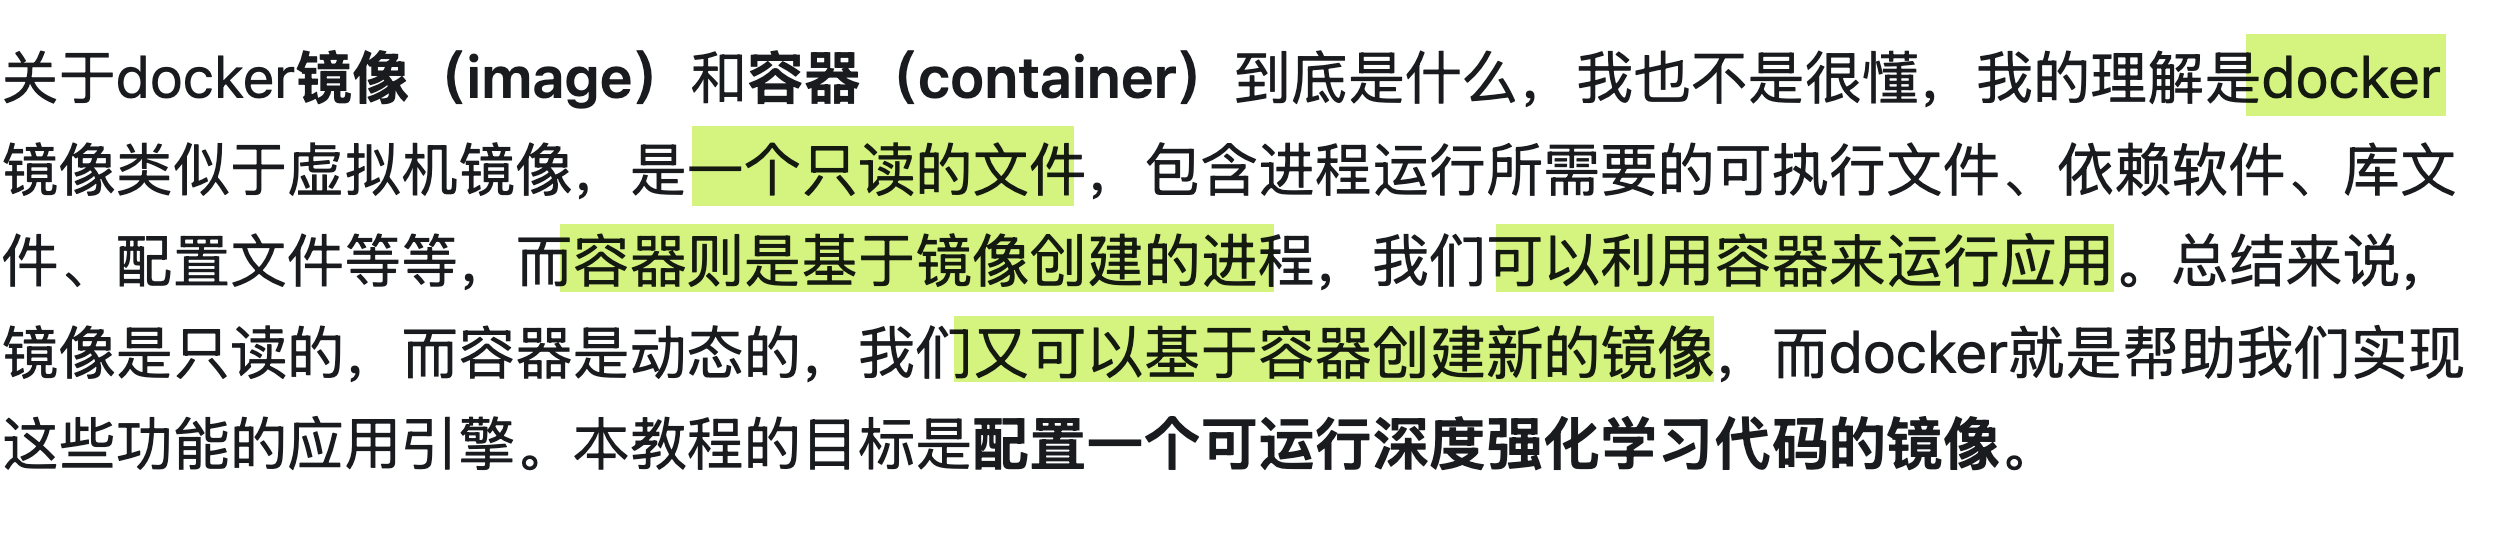 关于docker镜像（image）和容器（container）到底是什么，我也不是很懂，我的理解是docker
镜像类似于虚拟机镜像，是一个只读的文件，包含进程运行时需要的可执行文件、依赖软件、库文
件、配置文件等等，而容器则是基于镜像创建的进程，我们可以利用容器来运行应用。总结来说，
镜像是只读的，而容器是动态的，我们又可以基于容器创建新的镜像，而docker就是帮助我们实现
这些功能的应用引擎。本教程的目标是配置一个可运行深度强化学习代码的镜像。